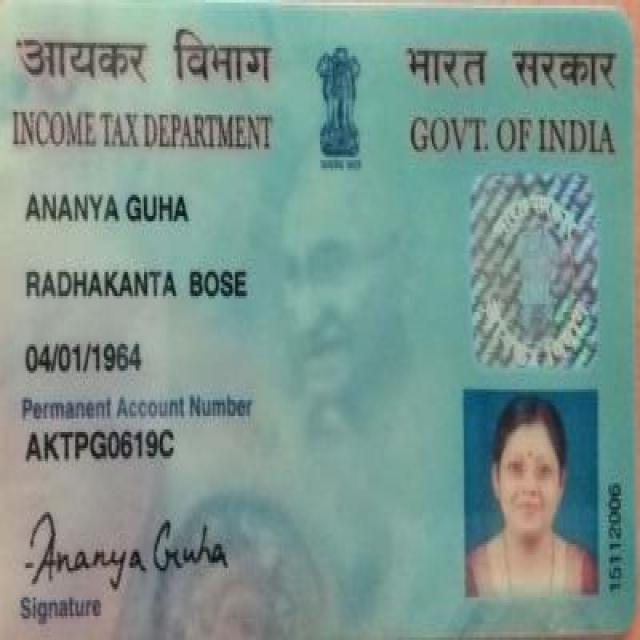 आयकर विभाग
भारत सरकार
INCOME TAX DEPARTMENT
GOVT. OF INDIA
ANANYA GUHA
RADHAKANTA BOSE
04/01/1964
Permanent Account Number
AKTPG0619C
15112006
Ananya Guha
Signature